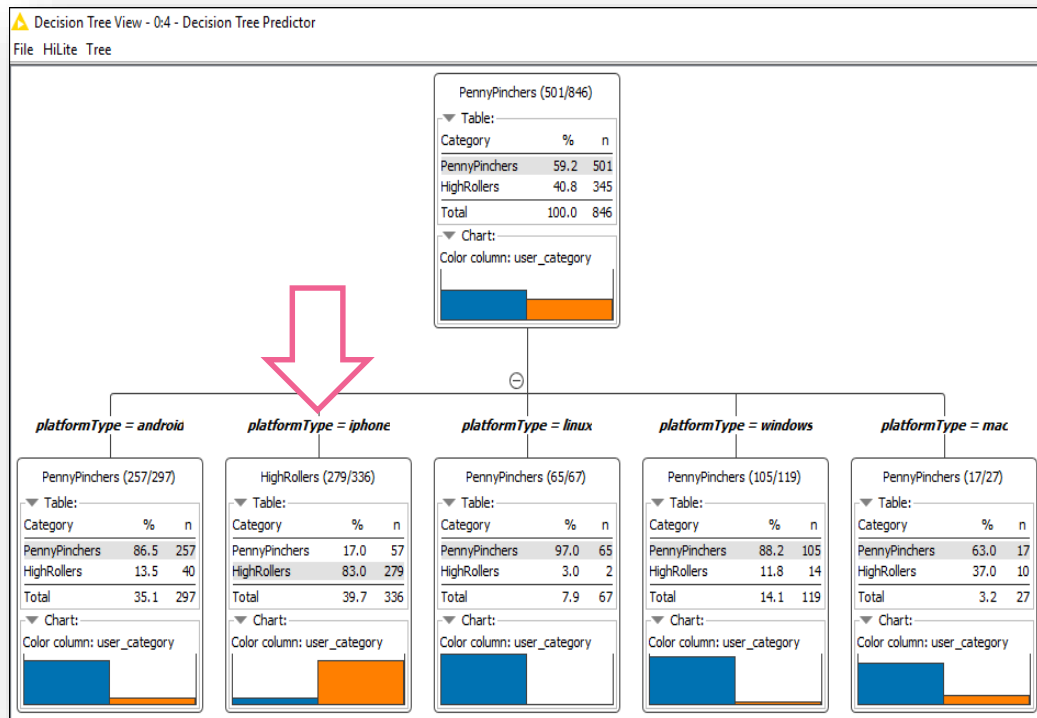 Decision Tree View - 0:4 - Decision Tree Predictor
File HiLite Tree
PennyPinchers (501/846)
Table:
Category % n
PennyPinchers 59.2 501
HighRollers 40.8 345
Total 100.0 846
Chart:
Color column: user_category
platformType = android
PennyPinchers (257/297)
Table:
Category % n
PennyPinchers 86.5 257
HighRollers 13.5 40
Total 35.1 297
Chart:
Color column: user_category
platformType = iphone
HighRollers (279/336)
Table:
Category % n
PennyPinchers 17.0 57
HighRollers 83.0 279
Total 39.7 336
Chart:
Color column: user_category
platformType = linux
PennyPinchers (65/67)
Table:
Category % n
PennyPinchers 97.0 65
HighRollers 3.0 2
Total 7.9 67
Chart:
Color column: user_category
platformType = windows
PennyPinchers (105/119)
Table:
Category % n
PennyPinchers 88.2 105
HighRollers 11.8 14
Total 14.1 119
Chart:
Color column: user_category
platformType = mac
PennyPinchers (17/27)
Table:
Category % n
PennyPinchers 63.0 17
HighRollers 37.0 10
Total 3.2 27
Chart:
Color column: user_category